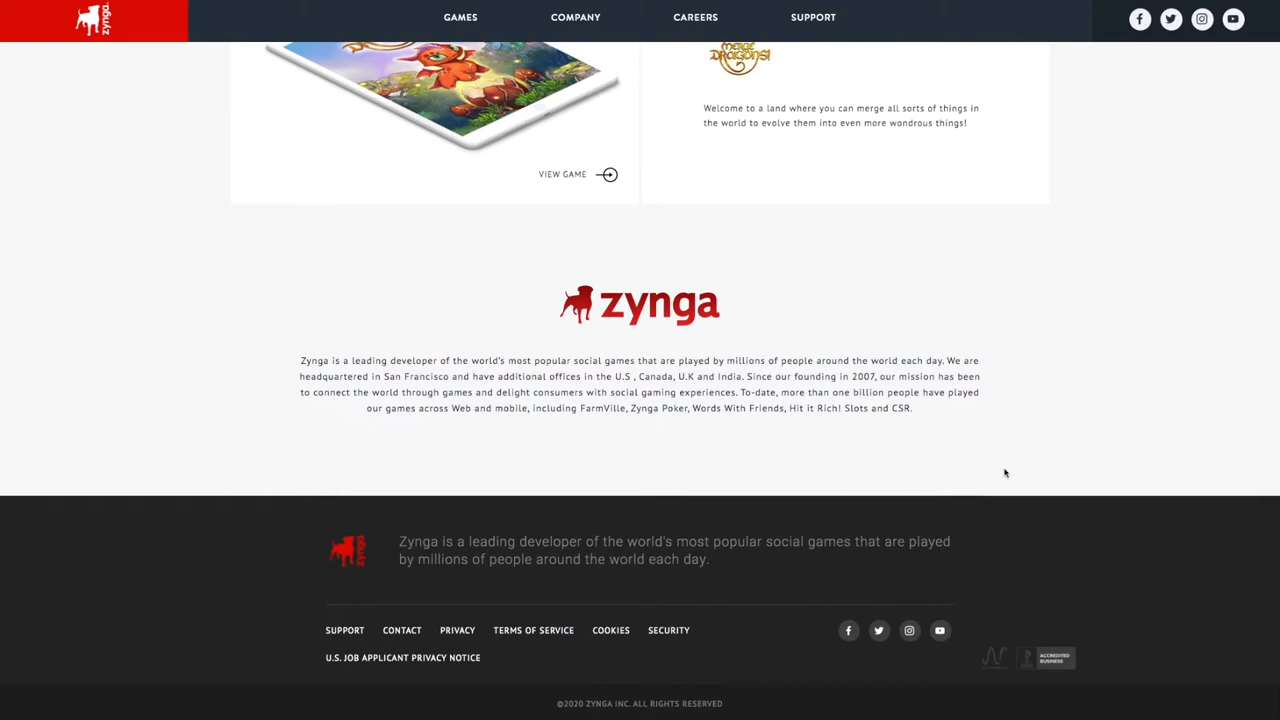 zynga
GAMES COMPANY CAREERS SUPPORT
MERGE
DRAGONS!
Welcome to a land where you can merge all sorts of things in
the world to evolve them into even more wondrous things!
VIEW GAME
zynga
Zynga is a leading developer of the world's most popular social games that are played by millions of people around the world each day. We are
headquartered in San Francisco and have additional offices in the U.S , Canada, U.K and India. Since our founding in 2007, our mission has been
to connect the world through games and delight consumers with social gaming experiences. To-date, more than one billion people have played
our games across Web and mobile, including FarmVille, Zynga Poker, Words With Friends, Hit it Rich! Slots and CSR.
zynga
Zynga is a leading developer of the world's most popular social games that are played
by millions of people around the world each day.
SUPPORT CONTACT PRIVACY TERMS OF SERVICE COOKIES SECURITY
U.S. JOB APPLICANT PRIVACY NOTICE
ACCREDITED
BUSINESS
©2020 ZYNGA INC. ALL RIGHTS RESERVED